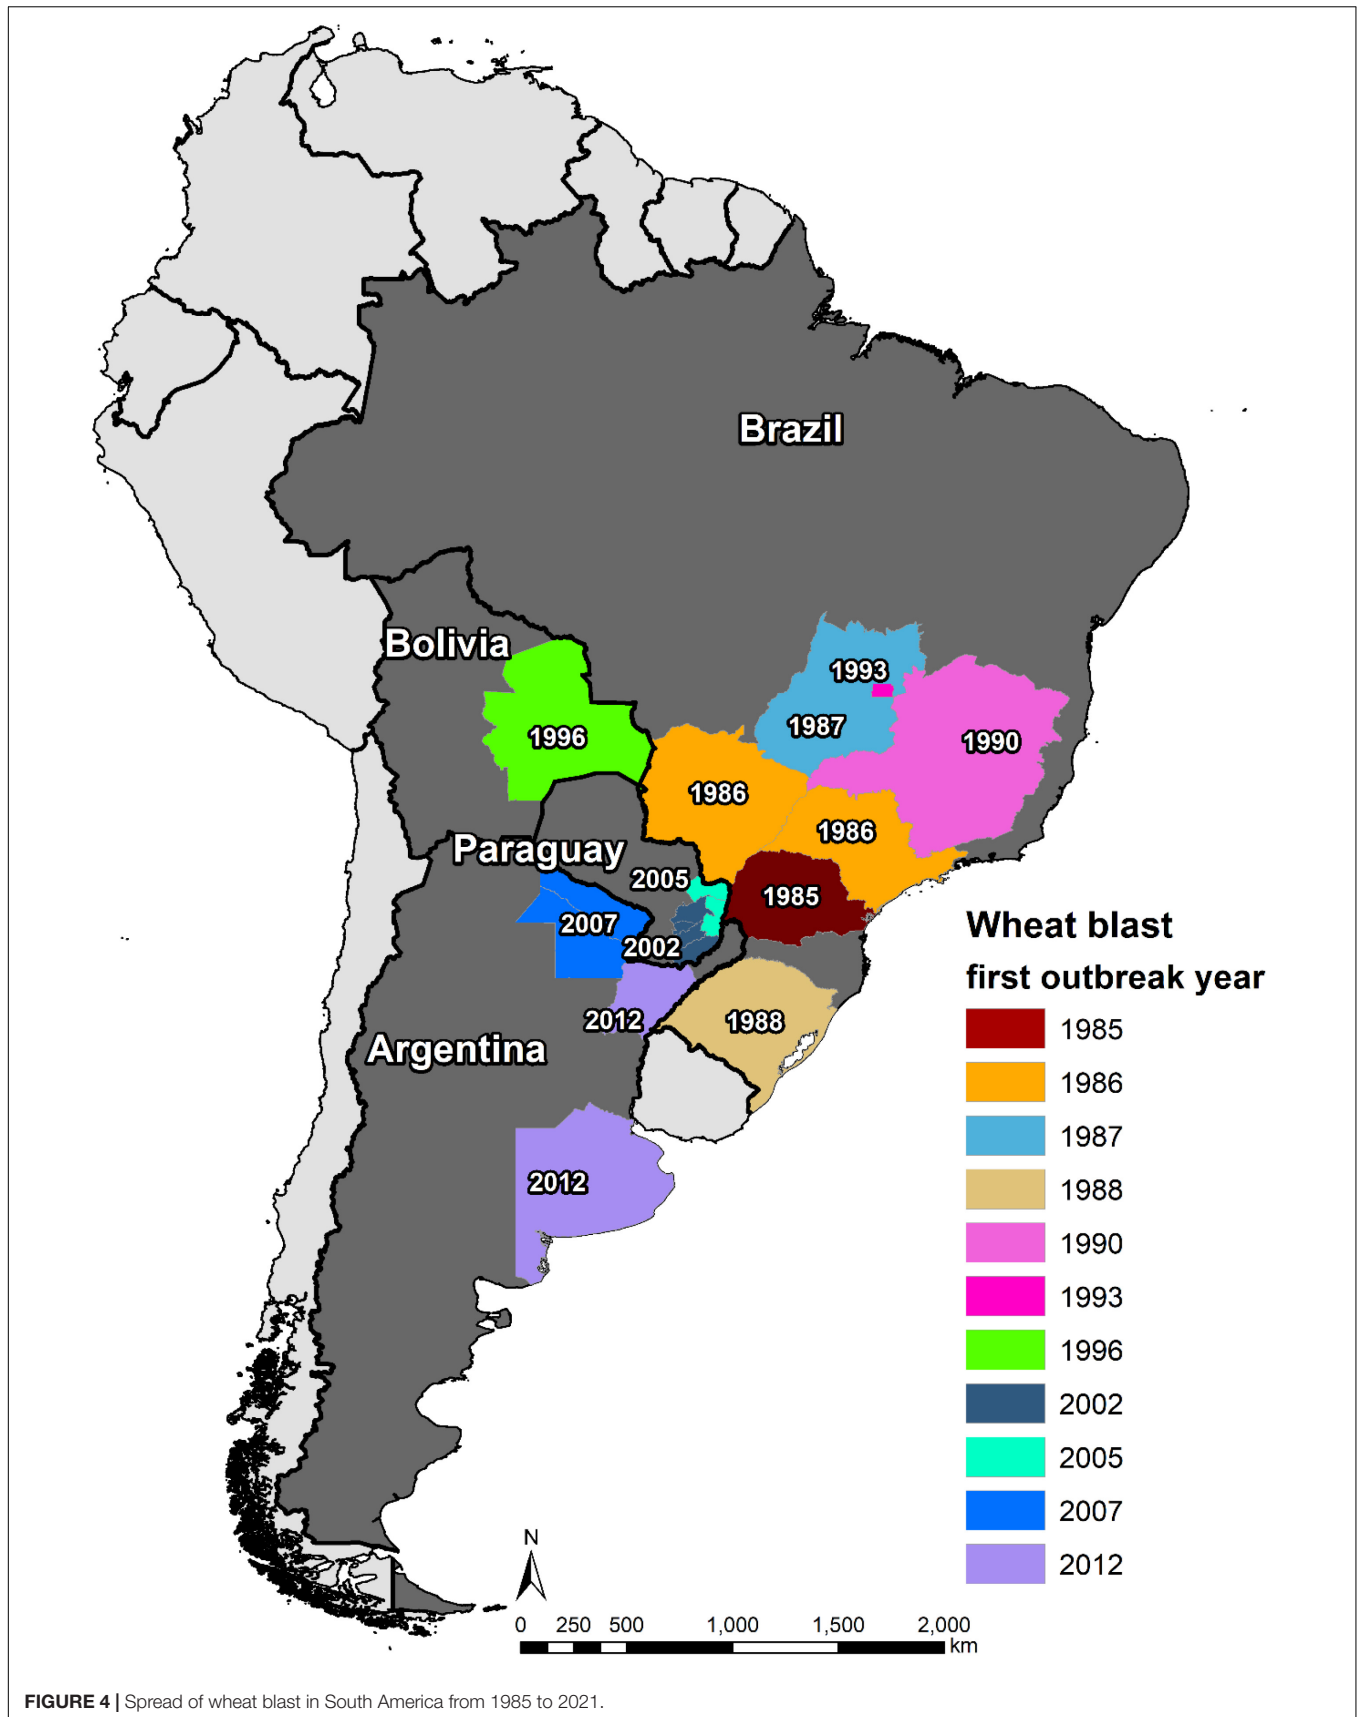 Brazil
Bolivia
1993
1987
1996
1990
1986
1986
Paraguay
2005
1985
2007
2002
2012
1988
Argentina
2012
Wheat blast
first outbreak year
1985
1986
1987
1988
1990
1993
1996
2002
2005
2007
2012
N
0 250 500 1,000 1,500 2,000
km
FIGURE 4 | Spread of wheat blast in South America from 1985 to 2021.